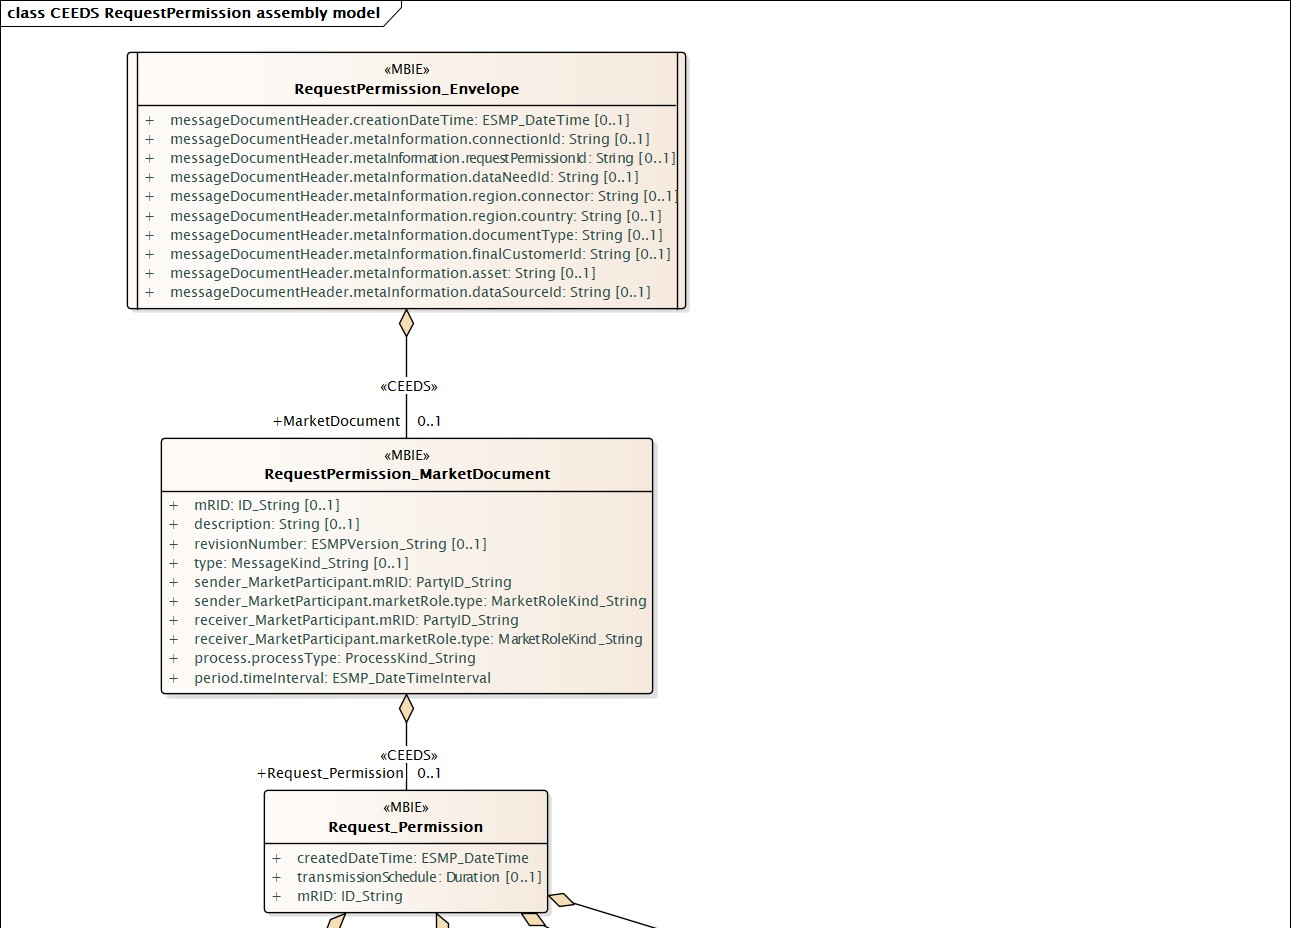 class CEEDS RequestPermission assembly model
«MBIE»
RequestPermission_Envelope
+ messageDocumentHeader.creationDateTime: ESMP_DateTime [0..1]
+ messageDocumentHeader.metaInformation.connectionId: String [0..1]
+ messageDocumentHeader.metaInformation.requestPermissionId: String [0..1]
+ messageDocumentHeader.metaInformation.dataNeedId: String [0..1]
+ messageDocumentHeader.metaInformation.region.connector: String [0..1]
+ messageDocumentHeader.metaInformation.region.country: String [0..1]
+ messageDocumentHeader.metaInformation.documentType: String [0..1]
+ messageDocumentHeader.metaInformation.finalCustomerId: String [0..1]
+ messageDocumentHeader.metaInformation.asset: String [0..1]
+ messageDocumentHeader.metaInformation.dataSourceId: String [0..1]
«CEEDS»
+MarketDocument 0..1
«MBIE»
RequestPermission_MarketDocument
+ mRID: ID_String [0..1]
+ description: String [0..1]
+ revisionNumber: ESMPVersion_String [0..1]
+ type: MessageKind_String [0..1]
+ sender_MarketParticipant.mRID: PartyID_String
+ sender_MarketParticipant.marketRole.type: MarketRoleKind_String
+ receiver_MarketParticipant.mRID: PartyID_String
+ receiver_MarketParticipant.marketRole.type: MarketRoleKind_String
+ process.processType: ProcessKind_String
+ period.timeInterval: ESMP_DateTimeInterval
«CEEDS»
+Request_Permission 0..1
«MBIE»
Request_Permission
+ createdDateTime: ESMP_DateTime
+ transmissionSchedule: Duration [0..1]
+ mRID: ID_String